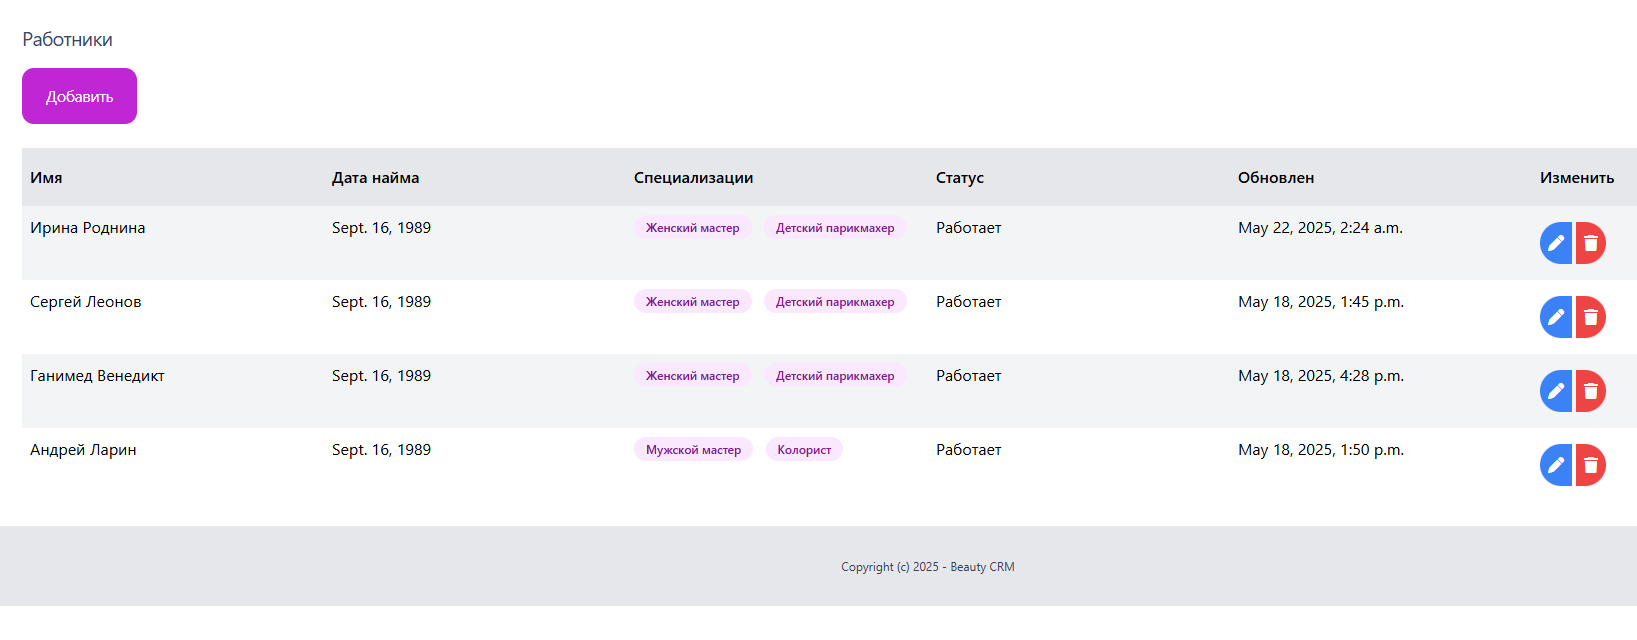 Работники
Добавить
Имя Дата найма Специализации Статус Обновлен Изменить
Ирина Роднина Sept. 16, 1989 Женский мастер Детский парикмахер Работает May 22, 2025, 2:24 a.m.
Сергей Леонов Sept. 16, 1989 Женский мастер Детский парикмахер Работает May 18, 2025, 1:45 p.m.
Ганимед Венедикт Sept. 16, 1989 Женский мастер Детский парикмахер Работает May 18, 2025, 4:28 p.m.
Андрей Ларин Sept. 16, 1989 Мужской мастер Колорист Работает May 18, 2025, 1:50 p.m.
Copyright (c) 2025 - Beauty CRM